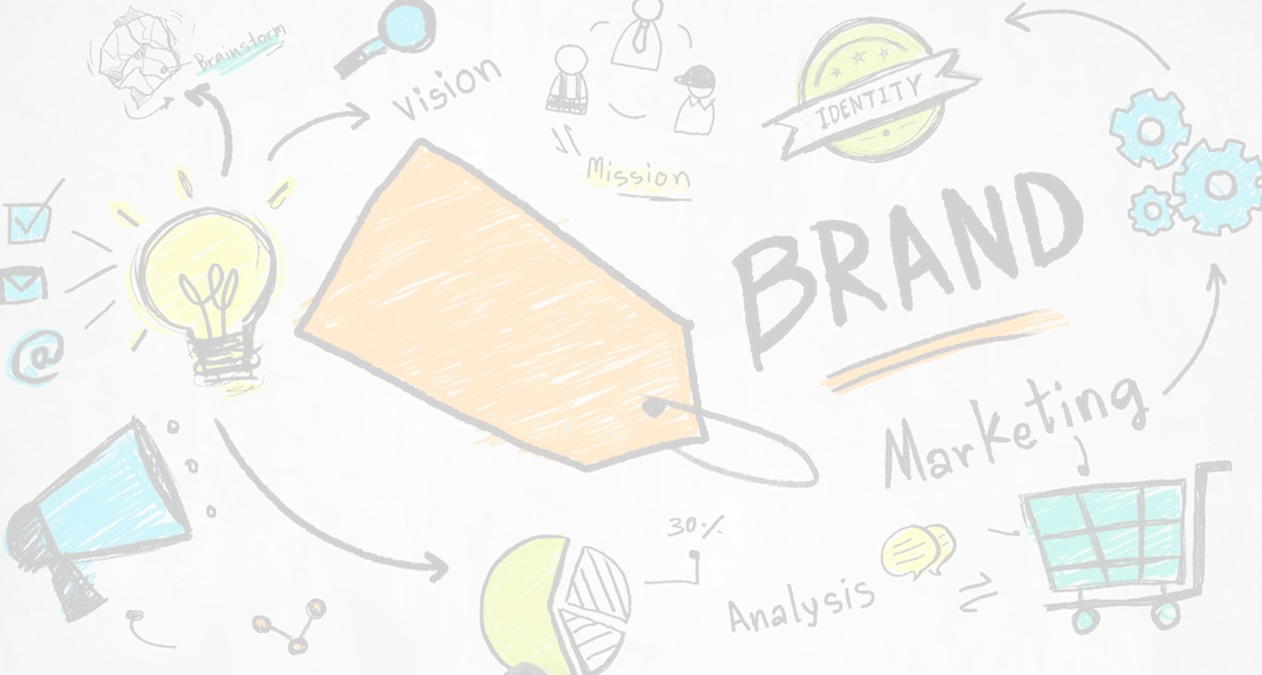 Brainstorm
Vision
Mission
IDENTITY
BRAND
@
Marketing
30%
Analysis